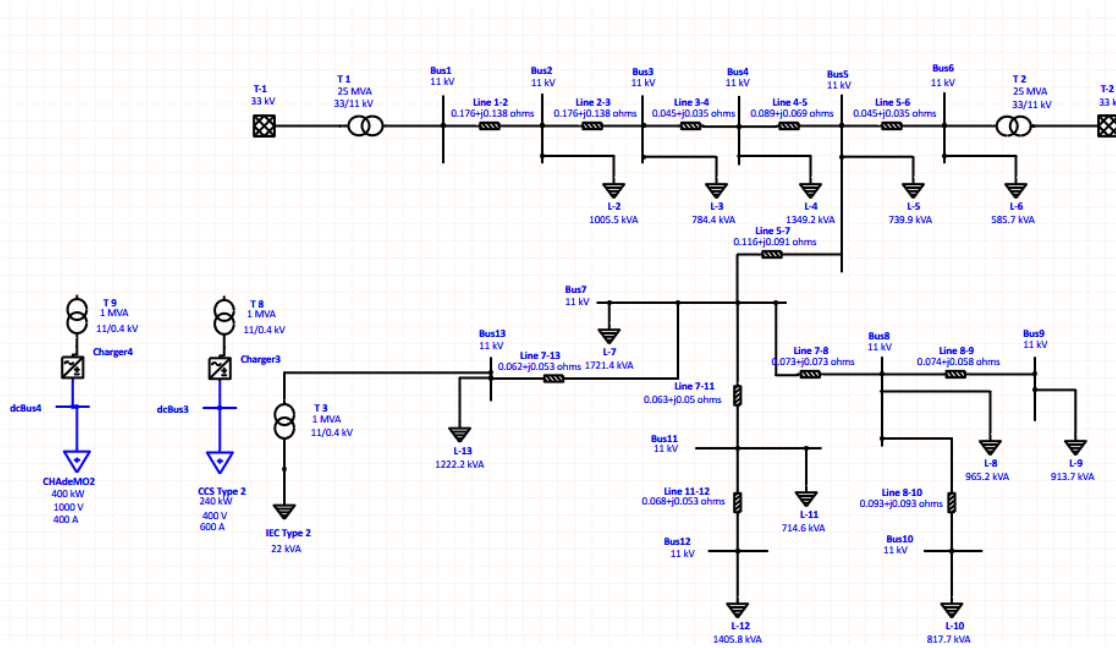 T-1
33 kV
T 1
25 MVA
33/11 kV
Bus1
11 kV
Line 1-2
0.176+j0.138 ohms
Bus2
11 kV
Line 2-3
0.176+j0.138 ohms
Bus3
11 kV
Line 3-4
0.045+j0.035 ohms
Bus4
11 kV
Line 4-5
0.089+j0.069 ohms
Bus5
11 kV
Line 5-6
0.045+j0.035 ohms
Bus6
11 kV
T 2
25 MVA
33/11 kV
T-2
33 k
L-2
1005.5 kVA
L-3
784.4 kVA
L-4
1349.2 kVA
L-5
739.9 kVA
L-6
585.7 kVA
Line 5-7
0.116+j0.091 ohms
Bus7
11 kV
L-7
1721.4 kVA
T 9
1 MVA
11/0.4 kV
Charger4
dcBus4
CHAdeMO2
400 kW
1000 V
400 A
T 8
1 MVA
11/0.4 kV
Charger3
dcBus3
CCS Type 2
240 kW
400 V
600 A
T 3
1 MVA
11/0.4 kV
IEC Type 2
22 kVA
Bus13
11 kV
Line 7-13
0.062+j0.053 ohms
L-13
1222.2 kVA
Line 7-11
0.063+j0.05 ohms
Bus11
11 kV
L-11
714.6 kVA
Line 11-12
0.068+j0.053 ohms
Bus12
11 kV
L-12
1405.8 kVA
Line 7-8
0.073+j0.073 ohms
Bus8
11 kV
Line 8-9
0.074+j0.058 ohms
Bus9
11 kV
L-8
965.2 kVA
L-9
913.7 kVA
Line 8-10
0.093+j0.093 ohms
Bus10
11 kV
L-10
817.7 kVA